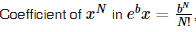 Coefficient of x^N in e^b x = b^N / N!